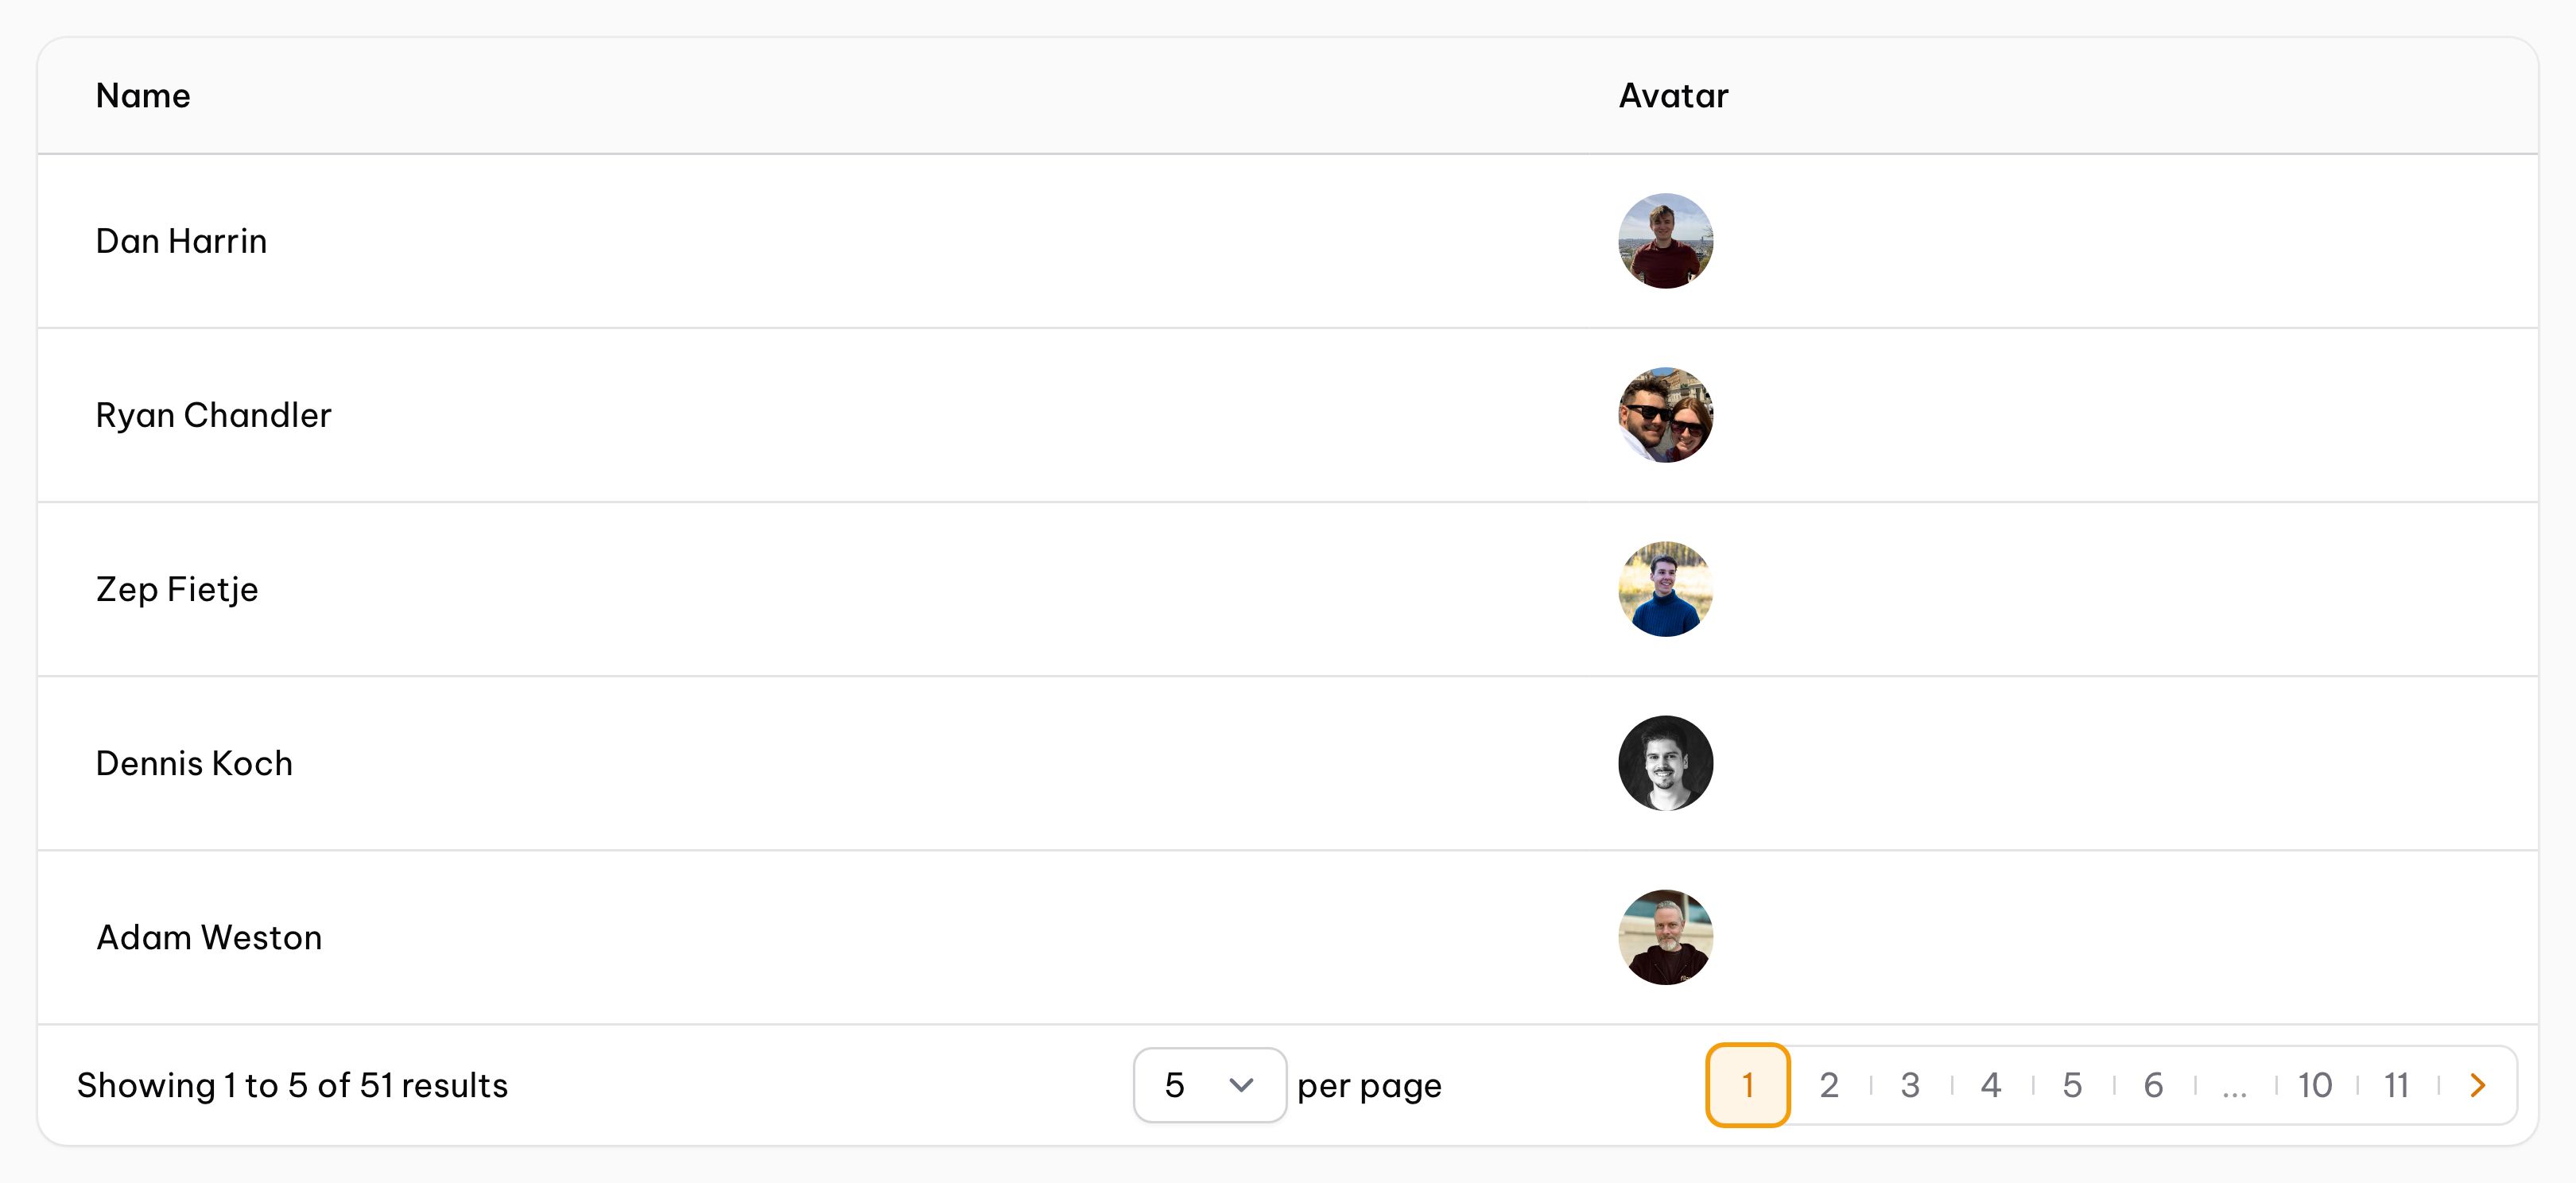 Name Avatar
Dan Harrin
Ryan Chandler
Zep Fietje
Dennis Koch
Adam Weston
Showing 1 to 5 of 51 results 5 per page 1 2 3 4 5 6 ... 10 11